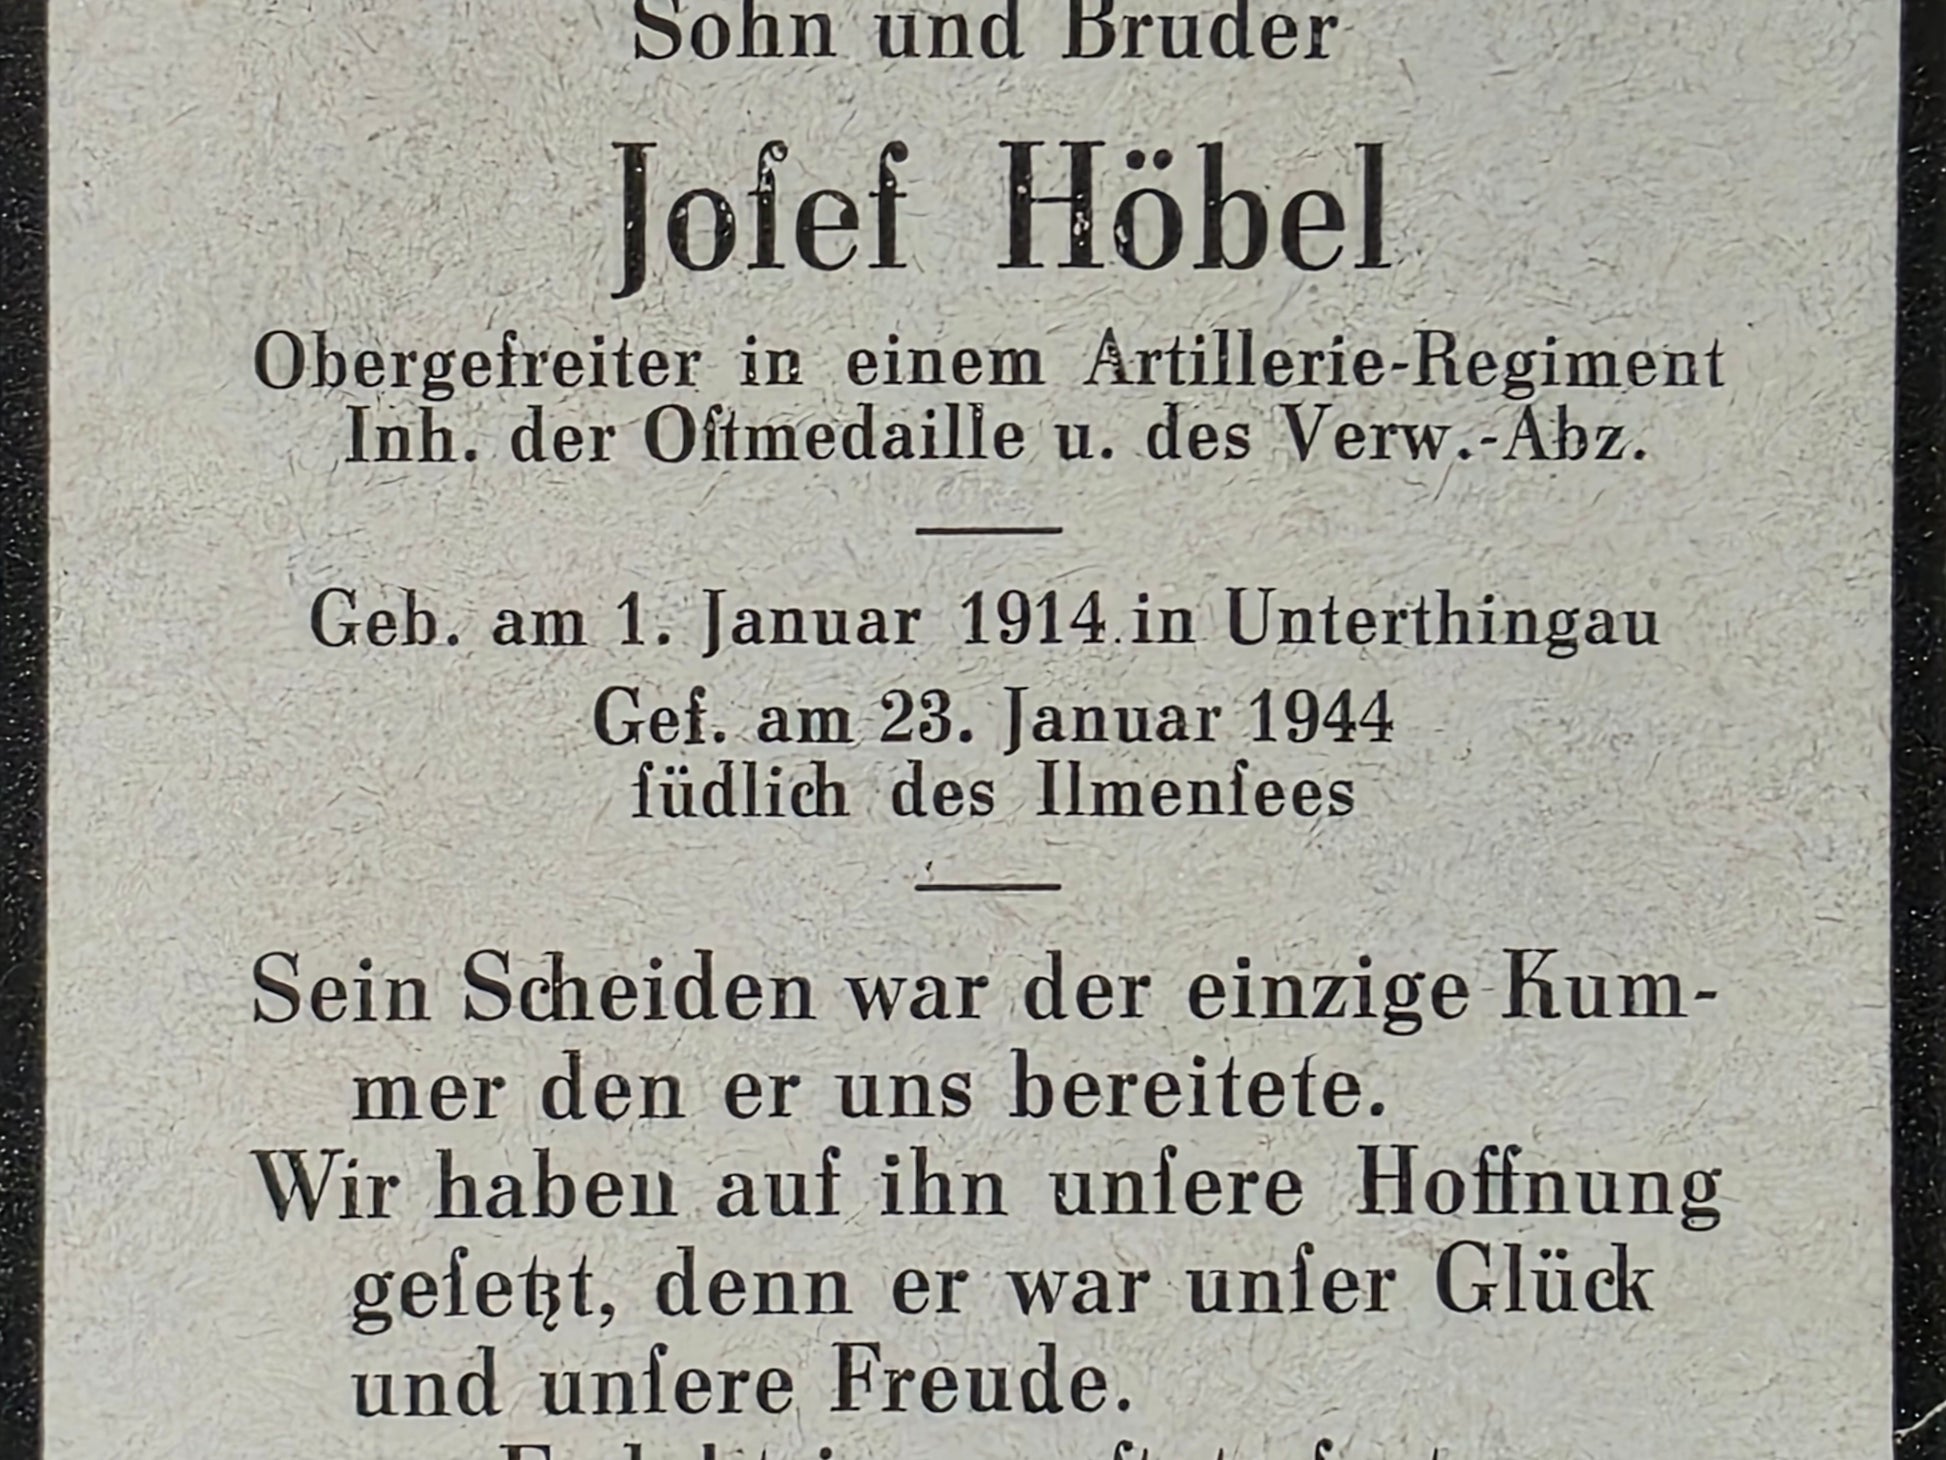 Sohn und Bruder
Joſef Höbel
Obergefreiter in einem Artillerie-Regiment
Inh. der Oſtmedaille u. des Verw.-Abz.
Geb. am 1. Januar 1914 in Unterthingau
Gef. am 23. Januar 1944
ſüdlich des Ilmenſees
Sein Scheiden war der einzige Kum-
mer den er uns bereitete.
Wir haben auf ihn unſere Hoffnung
geſetzt, denn er war unſer Glück
und unſere Freude.